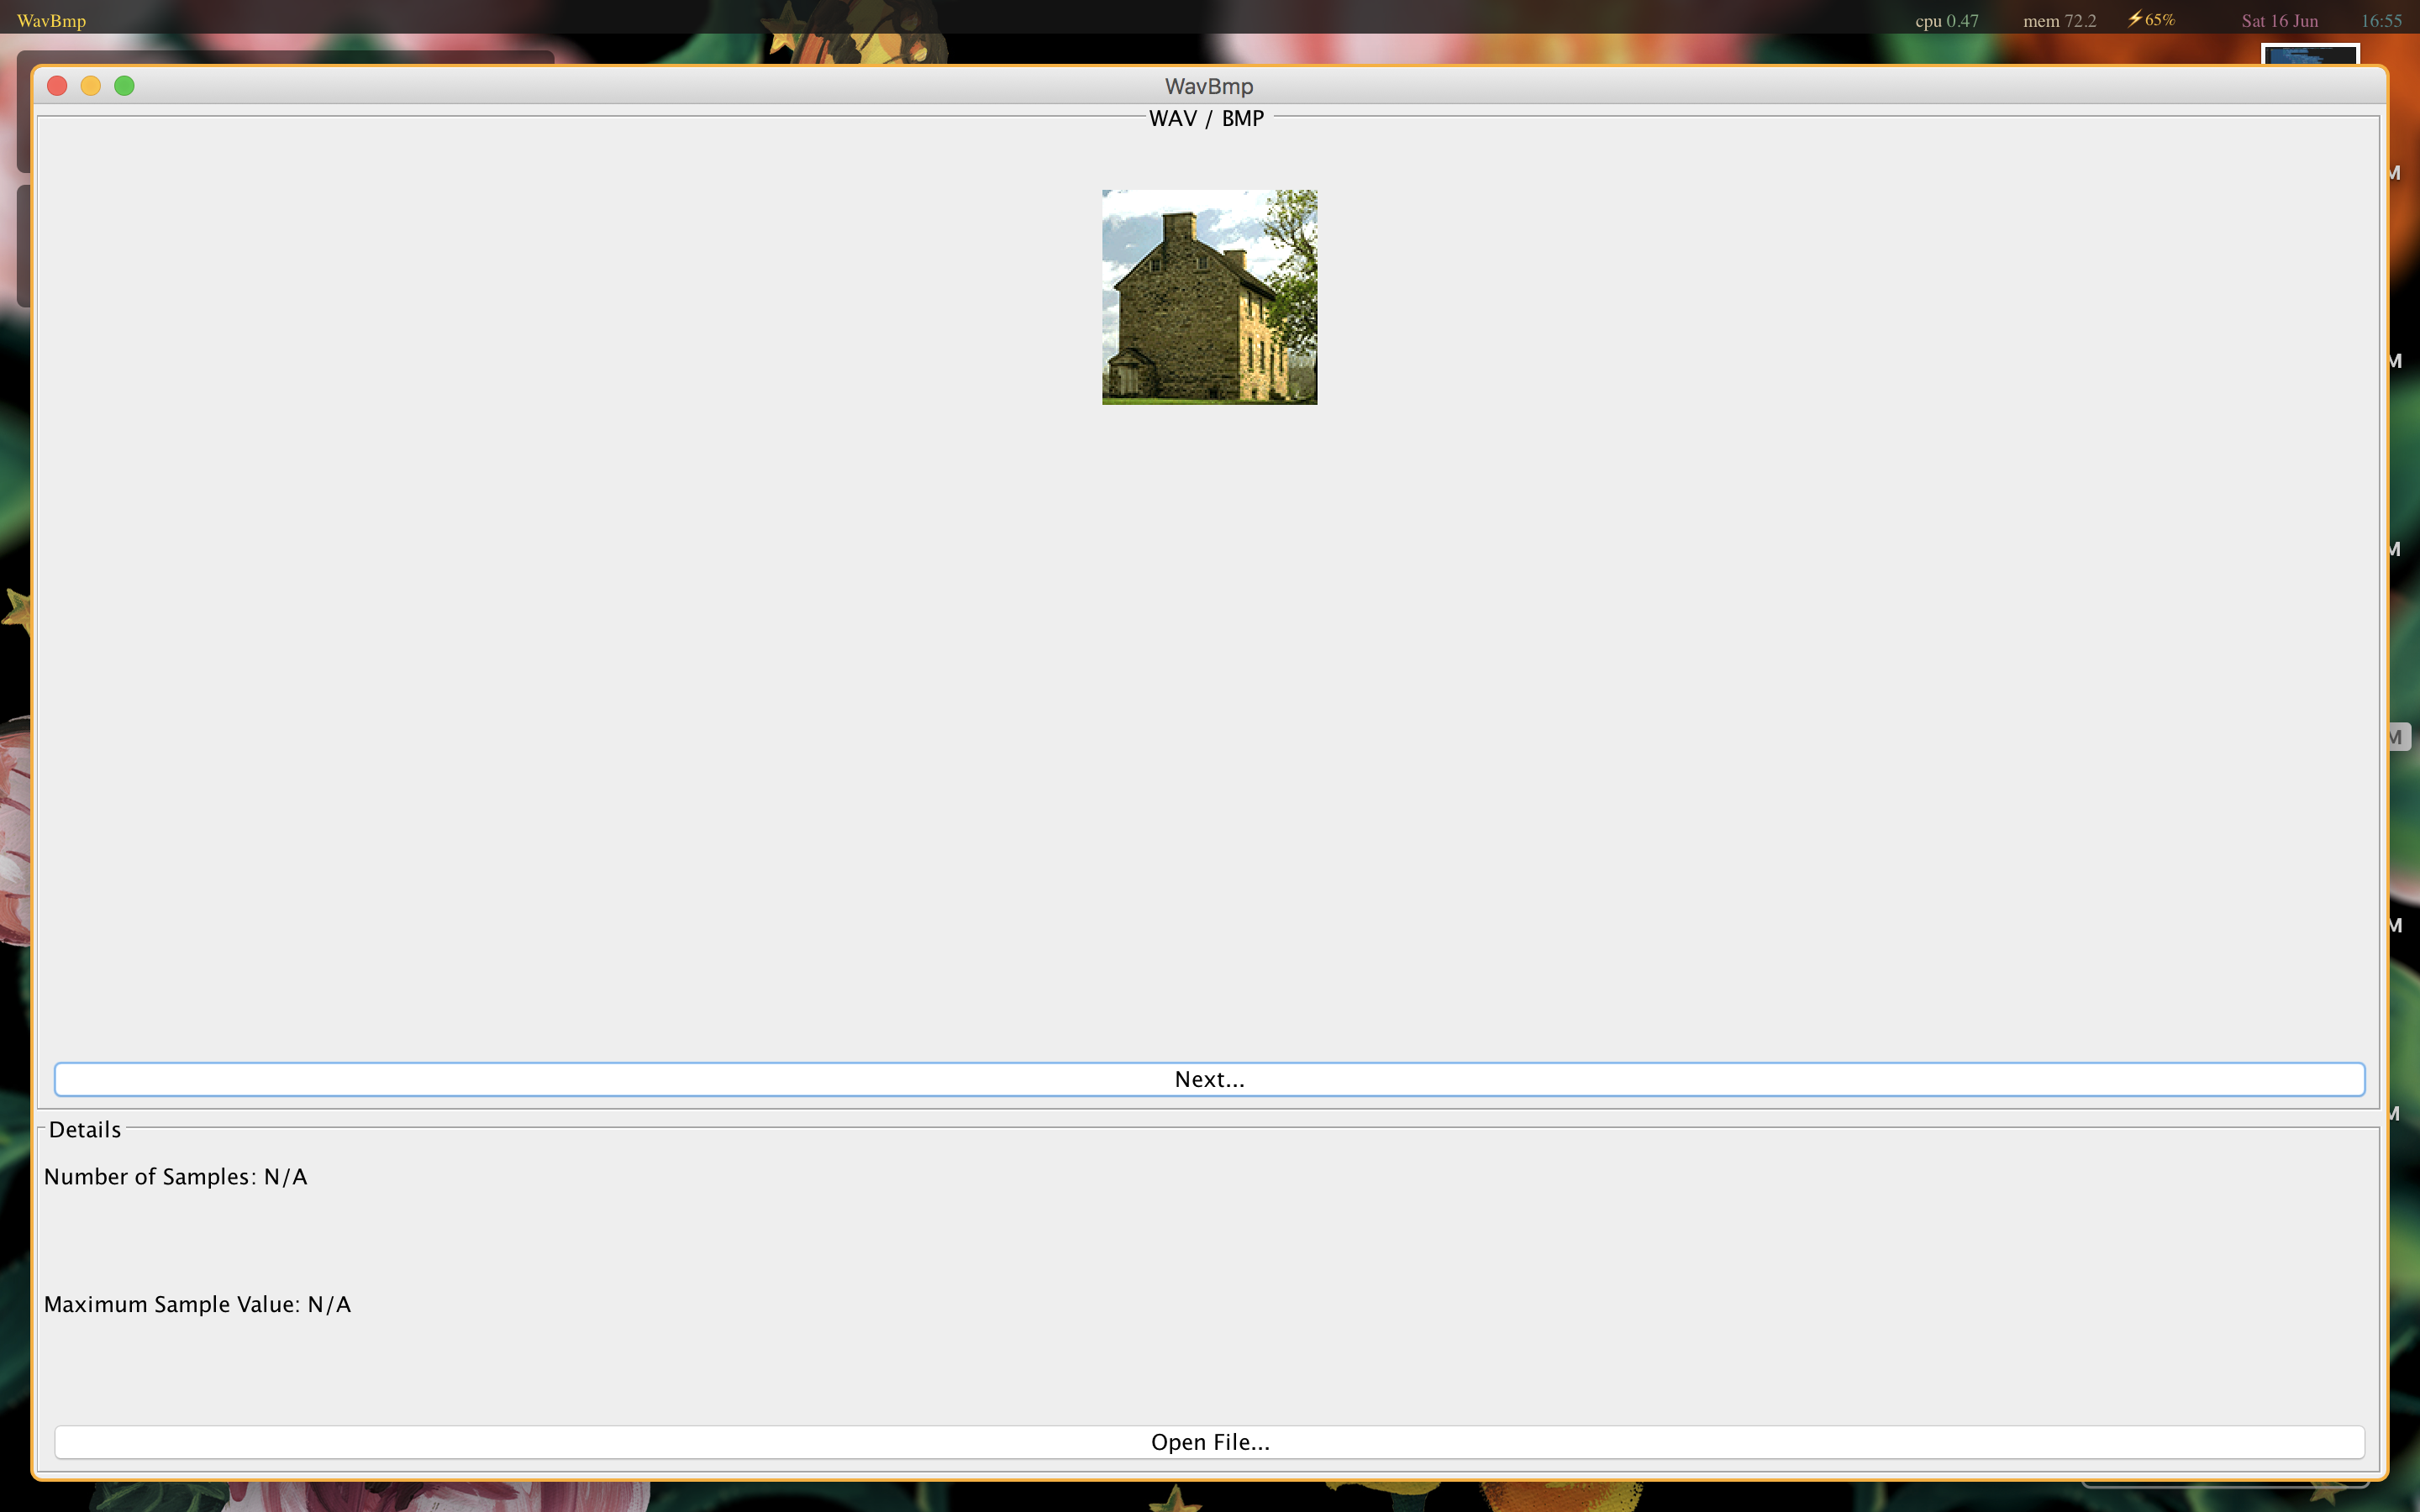 WavBmp
cpu 0.47 mem 72.2 ⚡65% Sat 16 Jun 16:55
WavBmp
WAV / BMP
M
M
M
M
M
M
Next...
Details
Number of Samples: N/A
Maximum Sample Value: N/A
Open File...